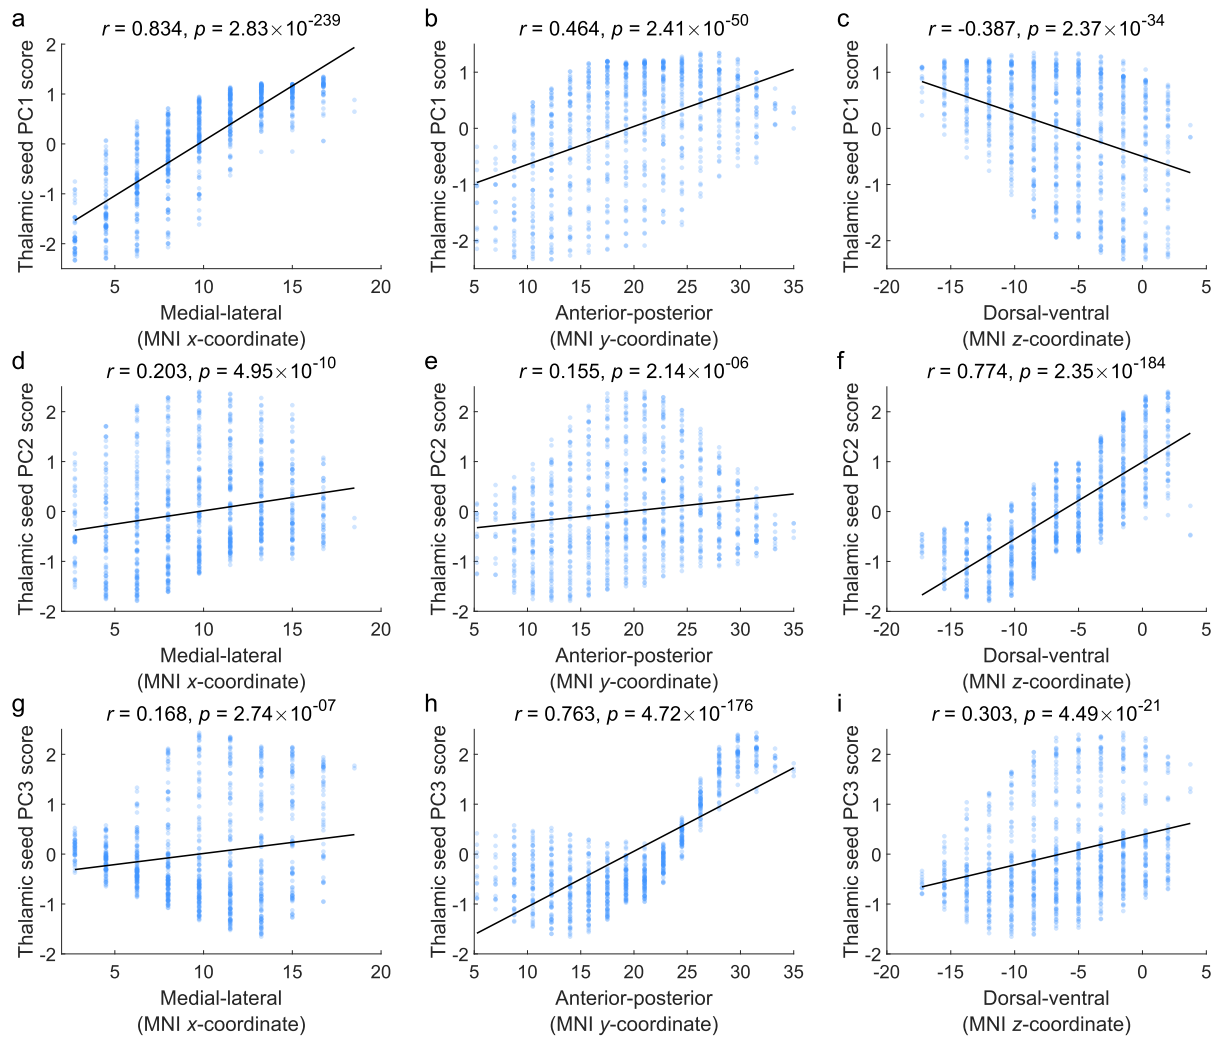 a
r = 0.834, p = 2.83×10-239
Thalamic seed PC1 score
2
1
0
-1
-2
5 10 15 20
Medial-lateral
(MNI x-coordinate)
b
r = 0.464, p = 2.41×10-50
Thalamic seed PC1 score
1
0
-1
-2
5 10 15 20 25 30 35
Anterior-posterior
(MNI y-coordinate)
c
r = -0.387, p = 2.37×10-34
Thalamic seed PC1 score
1
0
-1
-2
-20 -15 -10 -5 0 5
Dorsal-ventral
(MNI z-coordinate)
d
r = 0.203, p = 4.95×10-10
Thalamic seed PC2 score
2
1
0
-1
-2
5 10 15 20
Medial-lateral
(MNI x-coordinate)
e
r = 0.155, p = 2.14×10-06
Thalamic seed PC2 score
2
1
0
-1
-2
5 10 15 20 25 30 35
Anterior-posterior
(MNI y-coordinate)
f
r = 0.774, p = 2.35×10-184
Thalamic seed PC2 score
2
1
0
-1
-2
-20 -15 -10 -5 0 5
Dorsal-ventral
(MNI z-coordinate)
g
r = 0.168, p = 2.74×10-07
Thalamic seed PC3 score
2
1
0
-1
-2
5 10 15 20
Medial-lateral
(MNI x-coordinate)
h
r = 0.763, p = 4.72×10-176
Thalamic seed PC3 score
2
1
0
-1
-2
5 10 15 20 25 30 35
Anterior-posterior
(MNI y-coordinate)
i
r = 0.303, p = 4.49×10-21
Thalamic seed PC3 score
2
1
0
-1
-2
-20 -15 -10 -5 0 5
Dorsal-ventral
(MNI z-coordinate)